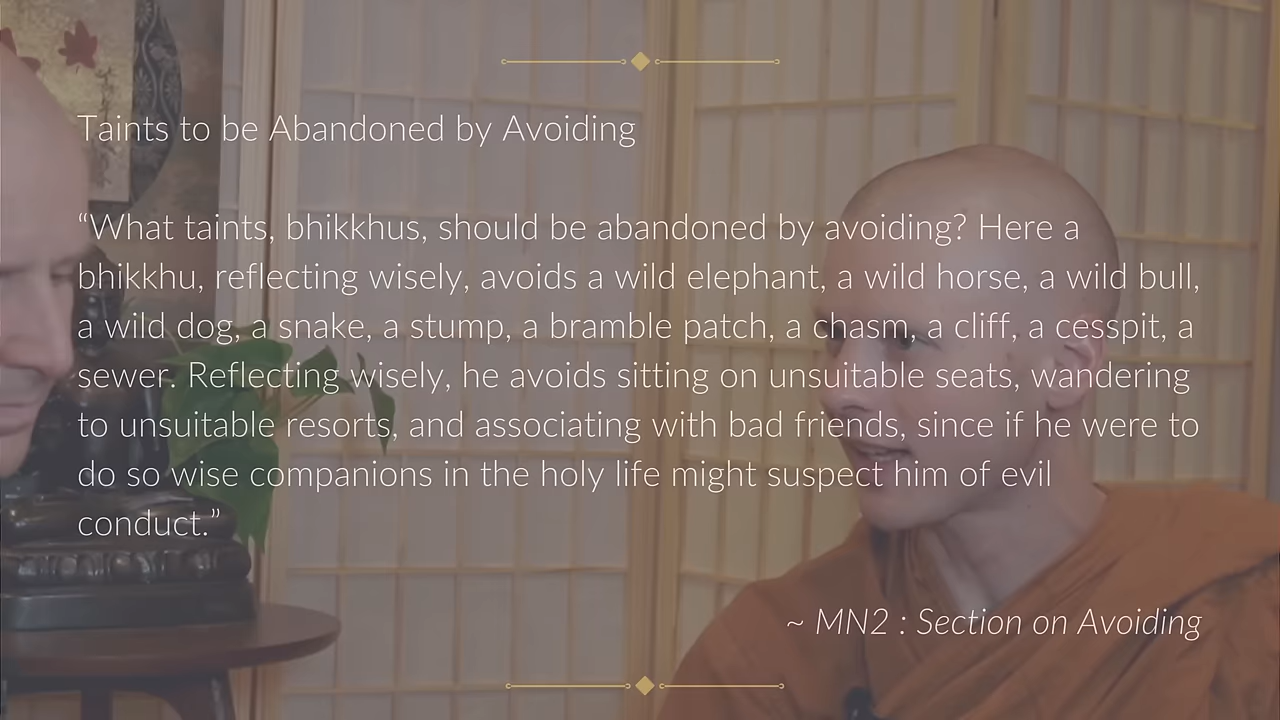 Taints to be Abandoned by Avoiding
“What taints, bhikkhus, should be abandoned by avoiding? Here a
bhikkhu, reflecting wisely, avoids a wild elephant, a wild horse, a wild bull,
a wild dog, a snake, a stump, a bramble patch, a chasm, a cliff, a cesspit, a
sewer. Reflecting wisely, he avoids sitting on unsuitable seats, wandering
to unsuitable resorts, and associating with bad friends, since if he were to
do so wise companions in the holy life might suspect him of evil
conduct.”
~ MN2 : Section on Avoiding